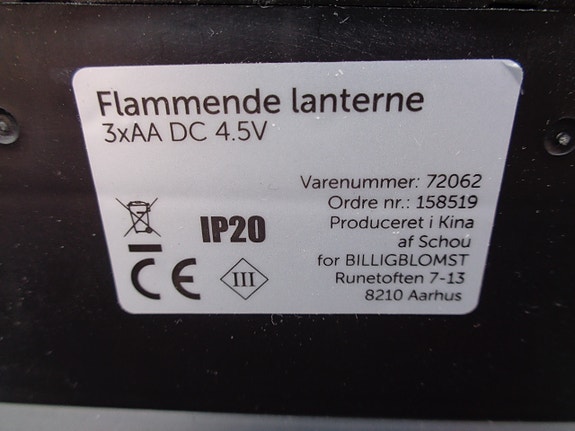 Flammende lanterne
3xAA DC 4.5V
Varenummer: 72062
Ordre nr.: 158519
Produceret i Kina
af Schou
for BILLIGBLOMST
Runetoften 7-13
8210 Aarhus
IP20
CE
III